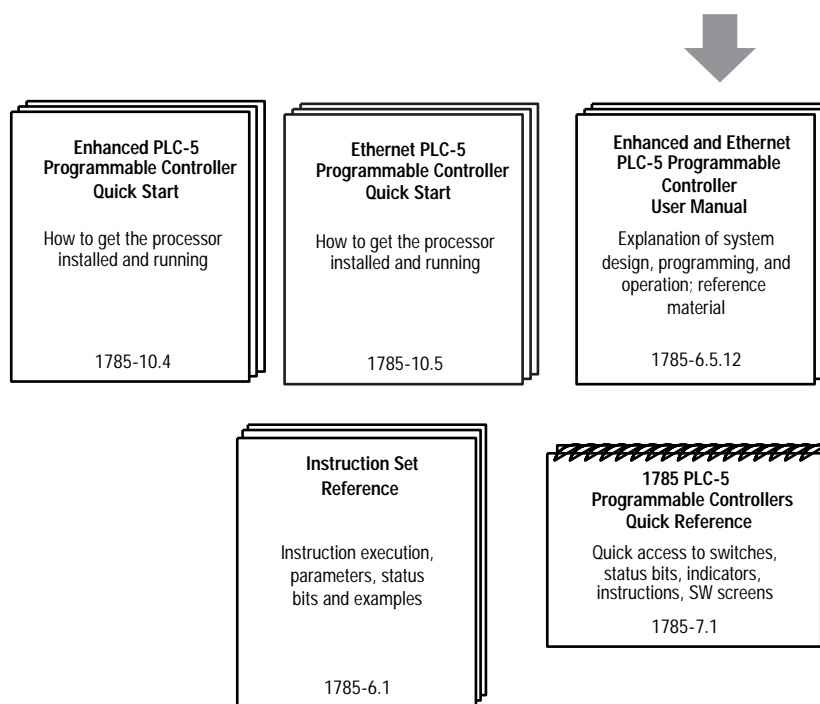 Enhanced PLC-5
Programmable Controller
Quick Start
How to get the processor
installed and running
1785-10.4
Ethernet PLC-5
Programmable Controller
Quick Start
How to get the processor
installed and running
1785-10.5
Enhanced and Ethernet
PLC-5 Programmable
Controller
User Manual
Explanation of system
design, programming, and
operation; reference
material
1785-6.5.12
Instruction Set
Reference
Instruction execution,
parameters, status
bits and examples
1785-6.1
1785 PLC-5
Programmable Controllers
Quick Reference
Quick access to switches,
status bits, indicators,
instructions, SW screens
1785-7.1